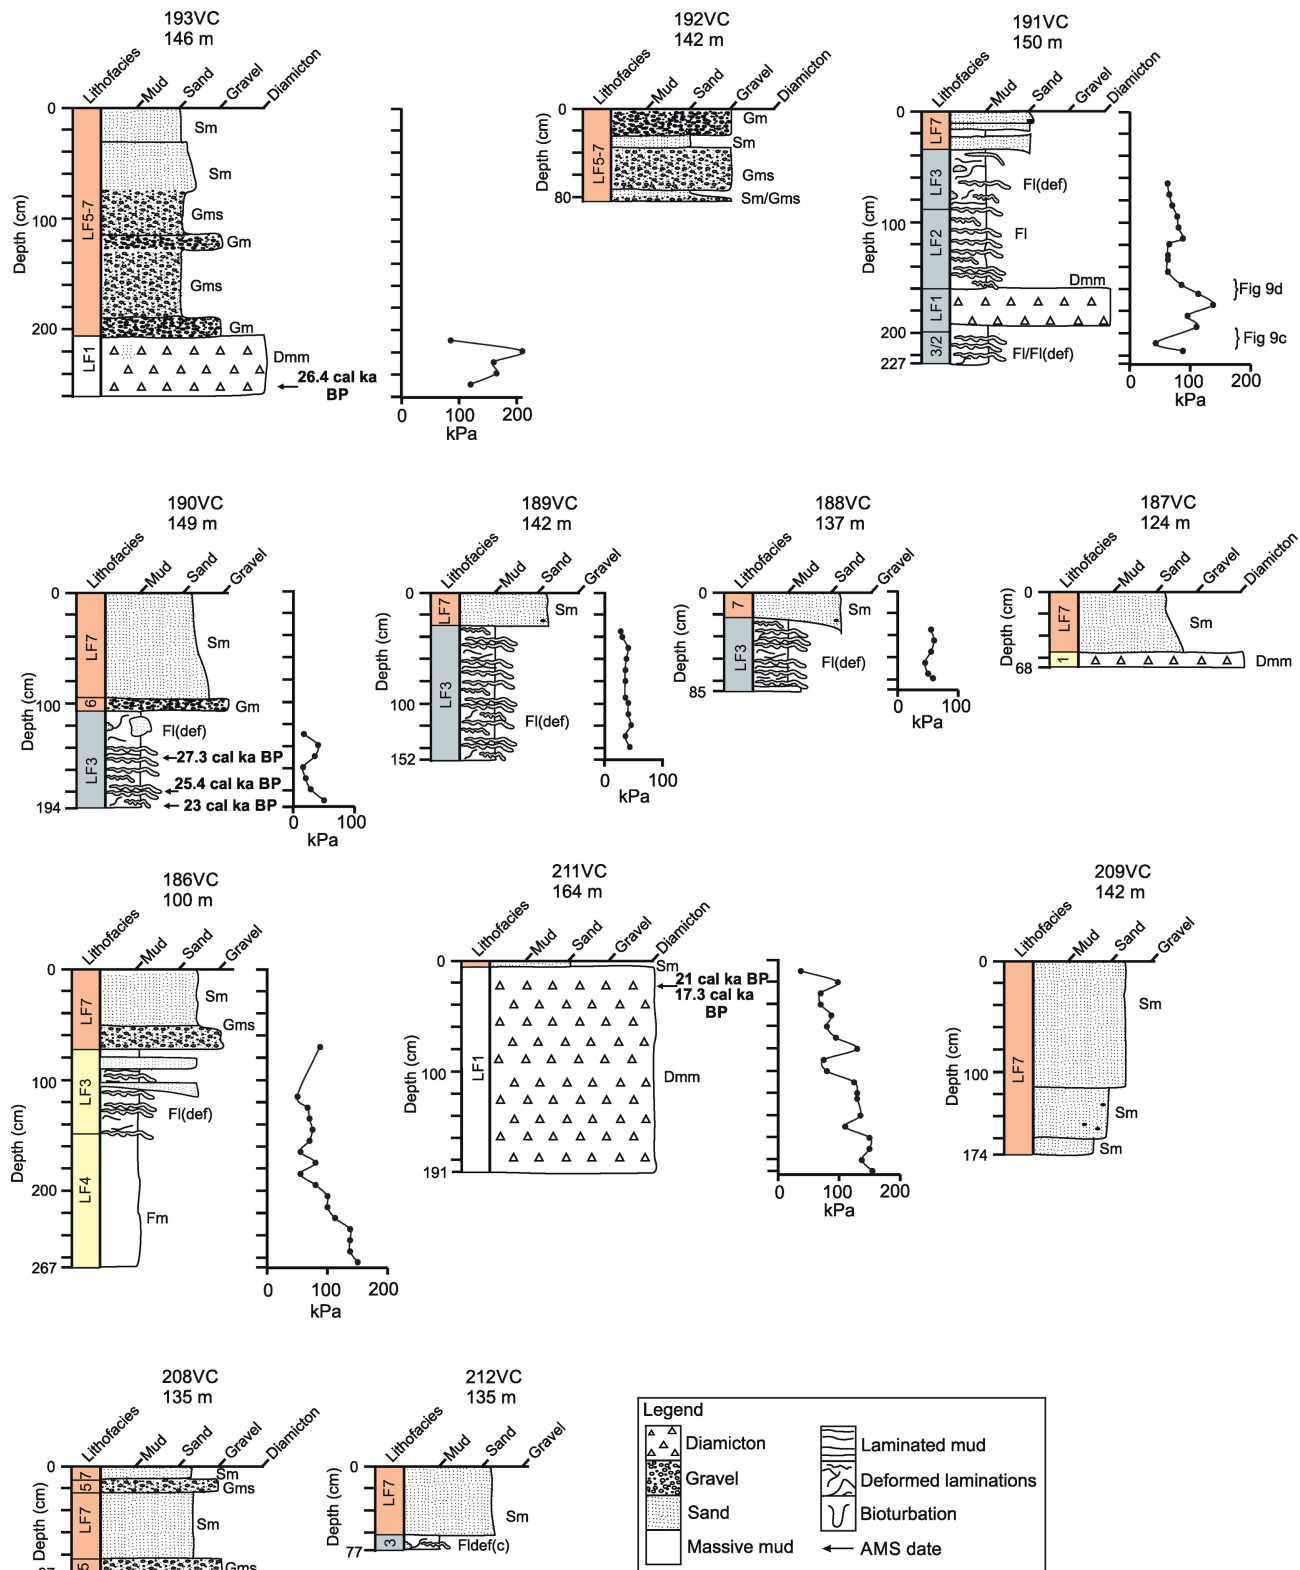 193VC
146 m
Lithofacies
Mud
Sand
Gravel
Diamicton
Depth (cm)
0
100
200
LF5-7
LF1
Sm
Sm
Gms
Gm
Gms
Gm
Dmm
26.4 cal ka
BP
0
100
200
kPa
192VC
142 m
Lithofacies
Mud
Sand
Gravel
Diamicton
Depth (cm)
0
80
LF5-7
Gm
Sm
Gms
Sm/Gms
191VC
150 m
Lithofacies
Mud
Sand
Gravel
Diamicton
Depth (cm)
0
100
200
227
LF7
LF3
LF2
LF1
3/2
Fl(def)
Fl
Dmm
Fl/Fl(def)
}Fig 9d
}Fig 9c
0
100
200
kPa
190VC
149 m
Lithofacies
Mud
Sand
Gravel
Depth (cm)
0
100
194
LF7
6
LF3
Sm
Gm
Fl(def)
27.3 cal ka BP
25.4 cal ka BP
23 cal ka BP
0
100
kPa
189VC
142 m
Lithofacies
Mud
Sand
Gravel
Depth (cm)
0
100
152
LF7
LF3
Sm
Fl(def)
0
100
kPa
188VC
137 m
Lithofacies
Mud
Sand
Gravel
Depth (cm)
0
85
7
LF3
Sm
Fl(def)
0
100
kPa
187VC
124 m
Lithofacies
Mud
Sand
Gravel
Diamicton
Depth (cm)
0
68
LF7
1
Sm
Dmm
186VC
100 m
Lithofacies
Mud
Sand
Gravel
Depth (cm)
0
100
200
267
LF7
LF3
LF4
Sm
Gms
Fl(def)
Fm
0
100
200
kPa
211VC
164 m
Lithofacies
Mud
Sand
Gravel
Diamicton
Depth (cm)
0
100
191
LF1
Sm
21 cal ka BP
17.3 cal ka
BP
Dmm
0
100
200
kPa
209VC
142 m
Lithofacies
Mud
Sand
Gravel
Depth (cm)
0
100
174
LF7
Sm
Sm
Sm
208VC
135 m
Lithofacies
Mud
Sand
Gravel
Diamicton
Depth (cm)
0
7
5
LF7
5
Sm
Gms
Sm
Gms
212VC
135 m
Lithofacies
Mud
Sand
Gravel
Depth (cm)
0
77
LF7
3
Sm
Fldef(c)
Legend
Diamicton
Gravel
Sand
Massive mud
Laminated mud
Deformed laminations
Bioturbation
AMS date